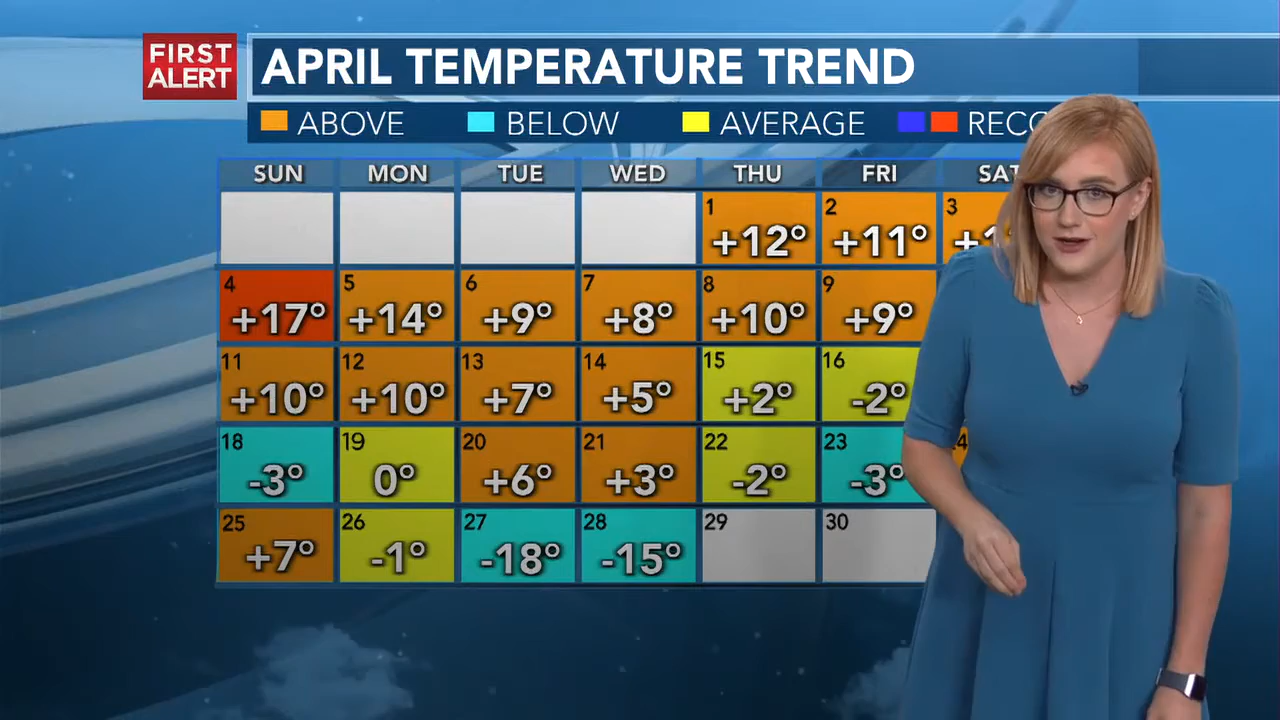 FIRST ALERT
APRIL TEMPERATURE TREND
ABOVE BELOW AVERAGE
SUN MON TUE WED THU FRI SAT
1 2 3
+12° +11°
4 5 6 7 8 9
+17° +14° +9° +8° +10° +9°
11 12 13 14 15 16
+10° +10° +7° +5° +2° -2°
18 19 20 21 22 23 24
-3° 0° +6° +3° -2° -3°
25 26 27 28 29 30
+7° -1° -18° -15°